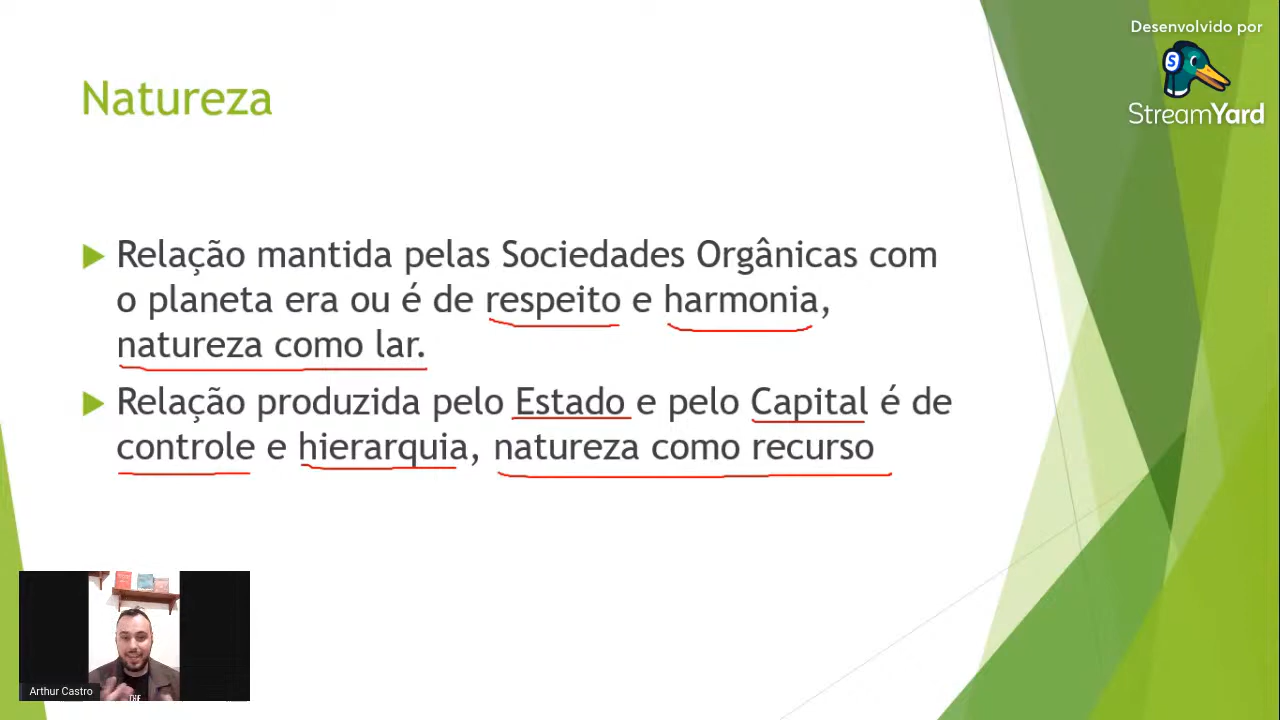 Desenvolvido por
StreamYard
Natureza
Relação mantida pelas Sociedades Orgânicas com
o planeta era ou é de respeito e harmonia,
natureza como lar.
Relação produzida pelo Estado e pelo Capital é de
controle e hierarquia, natureza como recurso
THE
Arthur Castro